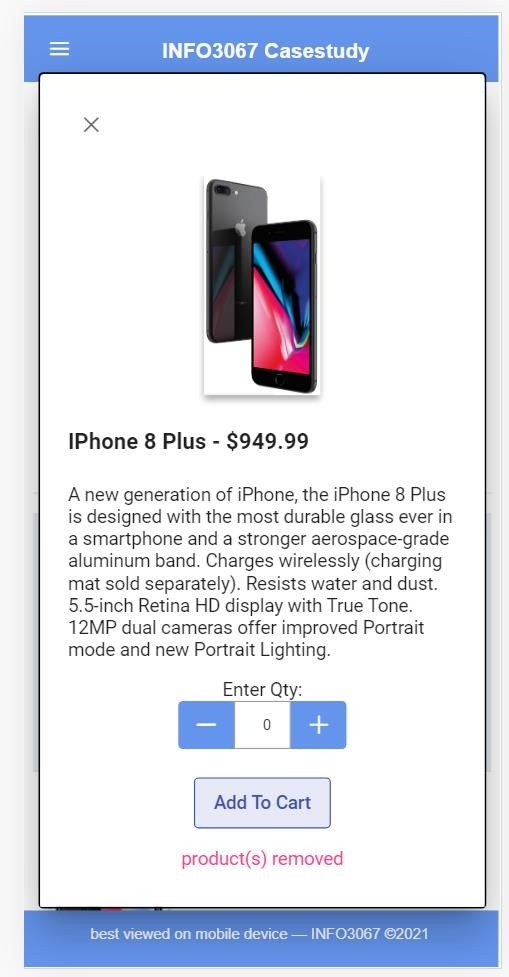 INFO3067 Casestudy
IPhone 8 Plus - $949.99
A new generation of iPhone, the iPhone 8 Plus
is designed with the most durable glass ever in
a smartphone and a stronger aerospace-grade
aluminum band. Charges wirelessly (charging
mat sold separately). Resists water and dust.
5.5-inch Retina HD display with True Tone.
12MP dual cameras offer improved Portrait
mode and new Portrait Lighting.
Enter Qty:
0
Add To Cart
product(s) removed
best viewed on mobile device — INFO3067 ©2021